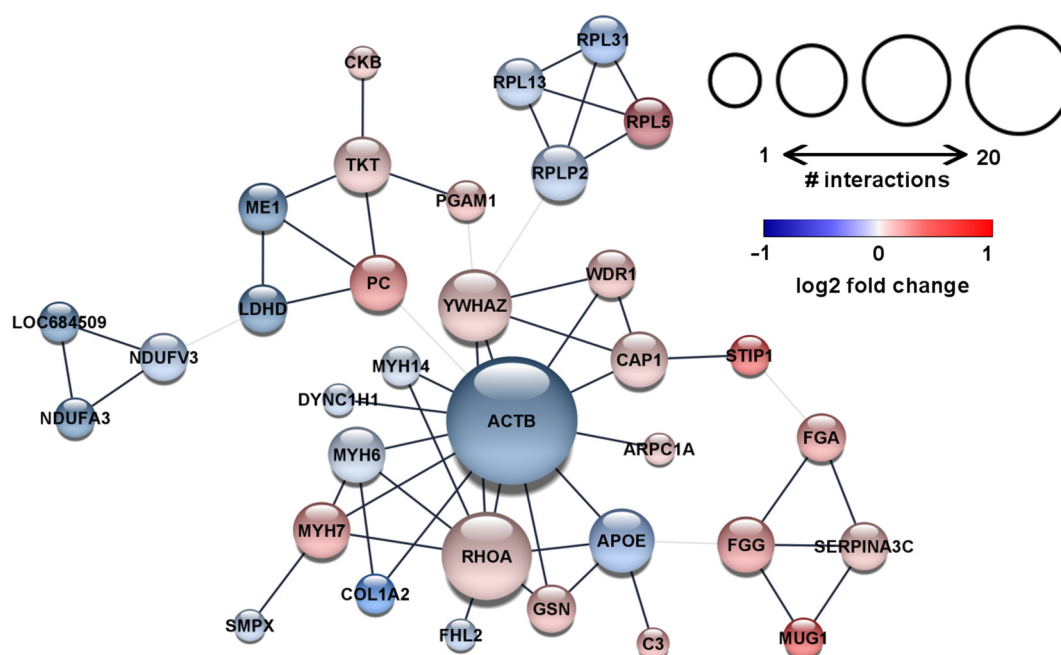 RPL31
CKB
RPL13
RPL5
1
20
# interactions
TKT
RPLP2
PGAM1
ME1
-1
0
1
WDR1
PC
log2 fold change
LDHD
YWHAZ
LOC684509
NDUFV3
MYH14
CAP1
STIP1
DYNC1H1
NDUFA3
ACTB
FGA
ARPC1A
MYH6
MYH7
RHOA
APOE
FGG
SERPINA3C
COL1A2
GSN
SMPX
FHL2
C3
MUG1